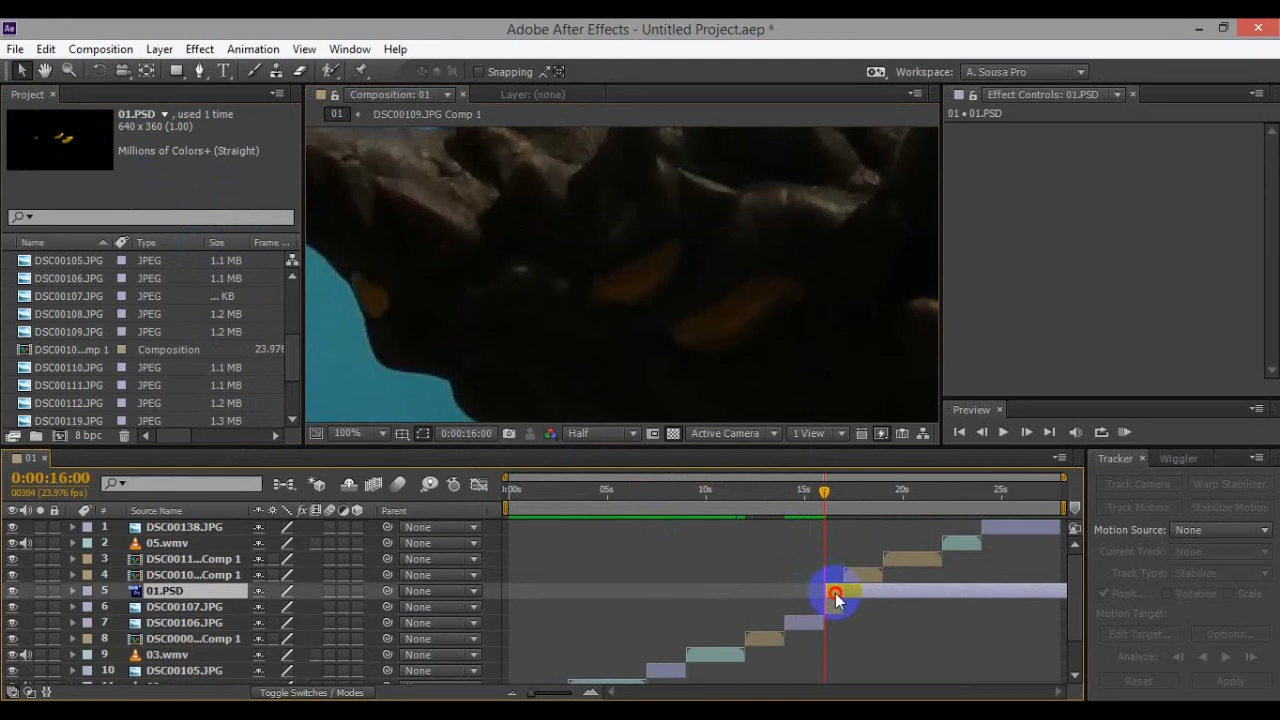 Adobe After Effects - Untitled Project.aep *
File Edit Composition Layer Effect Animation View Window Help
Snapping
Workspace: A. Sousa Pro
Project
01.PSD , used 1 time
640 x 360 (1.00)
Millions of Colors+ (Straight)
Name Type Size Frame ...
DSC00105.JPG JPEG 1.1 MB
DSC00106.JPG JPEG 1.1 MB
DSC00107.JPG JPEG ... KB
DSC00108.JPG JPEG 1.2 MB
DSC00109.JPG JPEG 1.2 MB
DSC0010...mp 1 Composition 23.976
DSC00110.JPG JPEG 1.1 MB
DSC00111.JPG JPEG 1.1 MB
DSC00112.JPG JPEG 1.2 MB
DSC00119.JPG JPEG 1.3 MB
8 bpc
Composition: 01 Layer: (none)
01 DSC00109.JPG Comp 1
100% 0:00:16:00 Half Active Camera 1 View
Effect Controls: 01.PSD
01 • 01.PSD
Preview
01
0:00:16:00
00384 (23.976 fps)
:00s 05s 10s 15s 20s 25s
# Source Name Parent
1 DSC00138.JPG None
2 05.wmv None
3 DSC0011...Comp 1 None
4 DSC0010...Comp 1 None
5 01.PSD None
6 DSC00107.JPG None
7 DSC00106.JPG None
8 DSC0000...Comp 1 None
9 03.wmv None
10 DSC00105.JPG None
Toggle Switches / Modes
Tracker Wiggler
Track Camera Warp Stabilizer
Track Motion Stabilize Motion
Motion Source: None
Current Track: None
Track Type: Stabilize
Posit... Rotation Scale
Motion Target:
Edit Target... Options...
Analyze:
Reset Apply